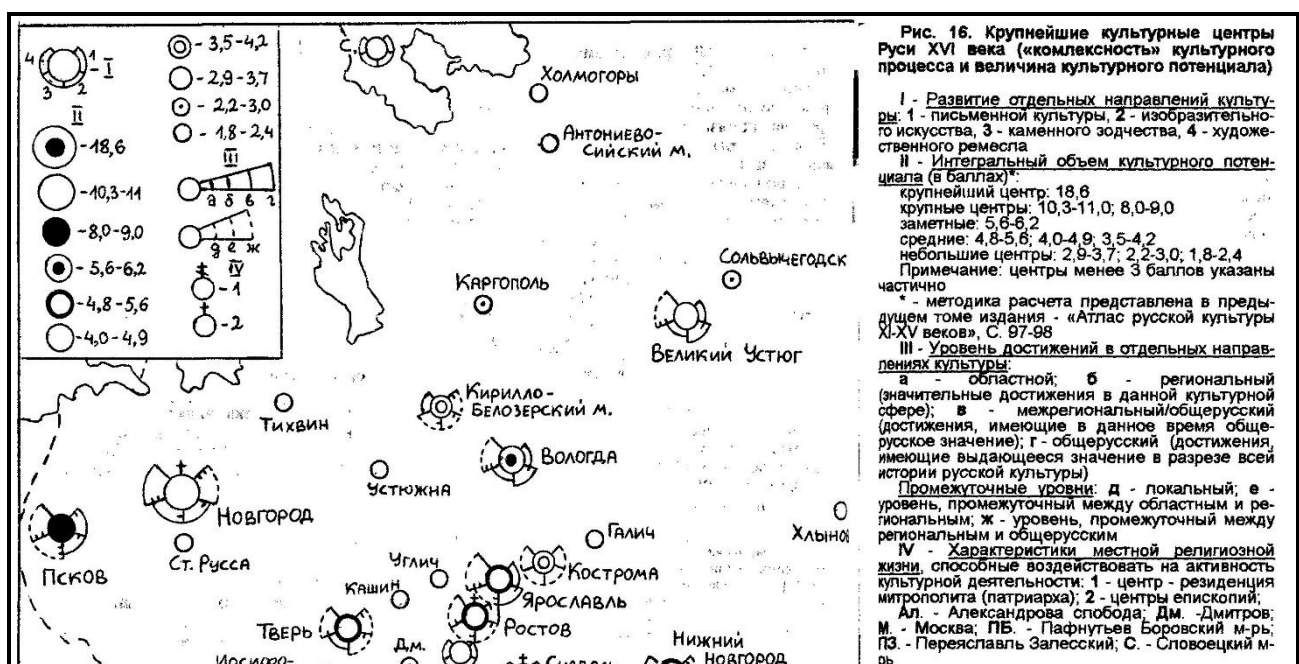 4
1
I
3
2
II
-18,6
-10,3-11
-8,0-9,0
-5,6-6,2
-4,8-5,6
-4,0-4,9
-3,5-4,2
-2,9-3,7
-2,2-3,0
-1,8-2,4
III
а б в г
д е ж
IV
-1
-2
С.
Холмогоры
Антониево-
Сийский м.
Сольвычегодск
Каргополь
Великий Устюг
Кирилло-
Белозерский м.
Тихвин
Вологда
Устюжна
Новгород
Хлынов
Псков
Ст. Русса
Галич
Углич
Кострома
Кашин
Ярославль
Тверь
Ростов
Дм.
Нижний
Новгород
Рис. 16. Крупнейшие культурные центры
Руси XVI века («комлексность» культурного
процесса и величина культурного потенциала)
I - Развитие отдельных направлений культу-
ры: 1 - письменной культуры, 2 - изобразительно-
го искусства, 3 - каменного зодчества, 4 - художе-
ственного ремесла
II - Интегральный объем культурного потен-
циала (в баллах)*:
крупнейший центр: 18,6
крупные центры: 10,3-11,0; 8,0-9,0
заметные: 5,6-6,2
средние: 4,8-5,6; 4,0-4,9; 3,5-4,2
небольшие центры: 2,9-3,7; 2,2-3,0; 1,8-2,4
Примечание: центры менее 3 баллов указаны
частично
* - методика расчета представлена в преды-
дущем томе издания - «Атлас русской культуры
XI-XV веков», С. 97-98
III - Уровень достижений в отдельных направ-
лениях культуры:
а - областной; б - региональный
(значительные достижения в данной культурной
сфере); в - межрегиональный/общерусский
(достижения, имеющие в данное время обще-
русское значение); г - общерусский (достижения,
имеющие выдающееся значение в разрезе всей
истории русской культуры)
Промежуточные уровни: д - локальный; е -
уровень, промежуточный между областным и ре-
гиональным; ж - уровень, промежуточный между
региональным и общерусским
IV - Характеристики местной религиозной
жизни, способные воздействовать на активность
культурной деятельности: 1 - центр - резиденция
митрополита (патриарха); 2 - центры епископий;
Ал. - Александрова слобода; Дм. -Дмитров;
М. - Москва; ПБ. - Пафнутьев Боровский м-рь;
ПЗ. - Переяславль Залесский; С. - Словоецкий м-
рь